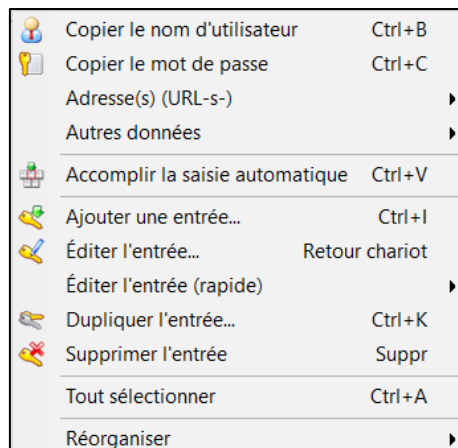 Copier le nom d'utilisateur Ctrl+B
Copier le mot de passe Ctrl+C
Adresse(s) (URL-s-)
Autres données
Accomplir la saisie automatique Ctrl+V
Ajouter une entrée... Ctrl+I
Éditer l'entrée... Retour chariot
Éditer l'entrée (rapide)
Dupliquer l'entrée... Ctrl+K
Supprimer l'entrée Suppr
Tout sélectionner Ctrl+A
Réorganiser